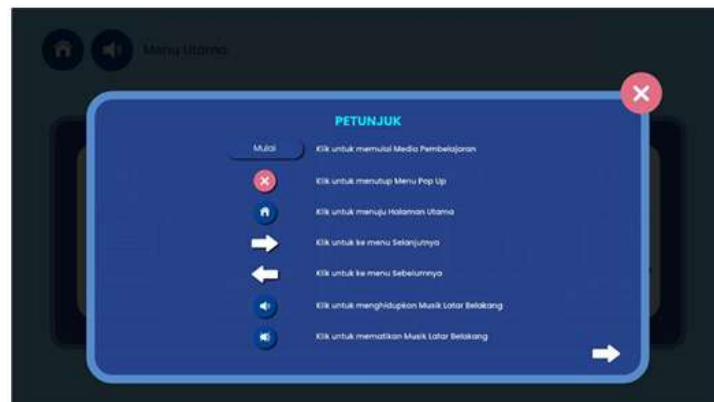 Menu Utama
PETUNJUK
Mulai Klik untuk memulai Media Pembelajaran
Klik untuk menutup Menu Pop Up
Klik untuk menuju Halaman Utama
Klik untuk ke menu Selanjutnya
Klik untuk ke menu Sebelumnya
Klik untuk menghidupkan Musik Latar Belakang
Klik untuk mematikan Musik Latar Belakang